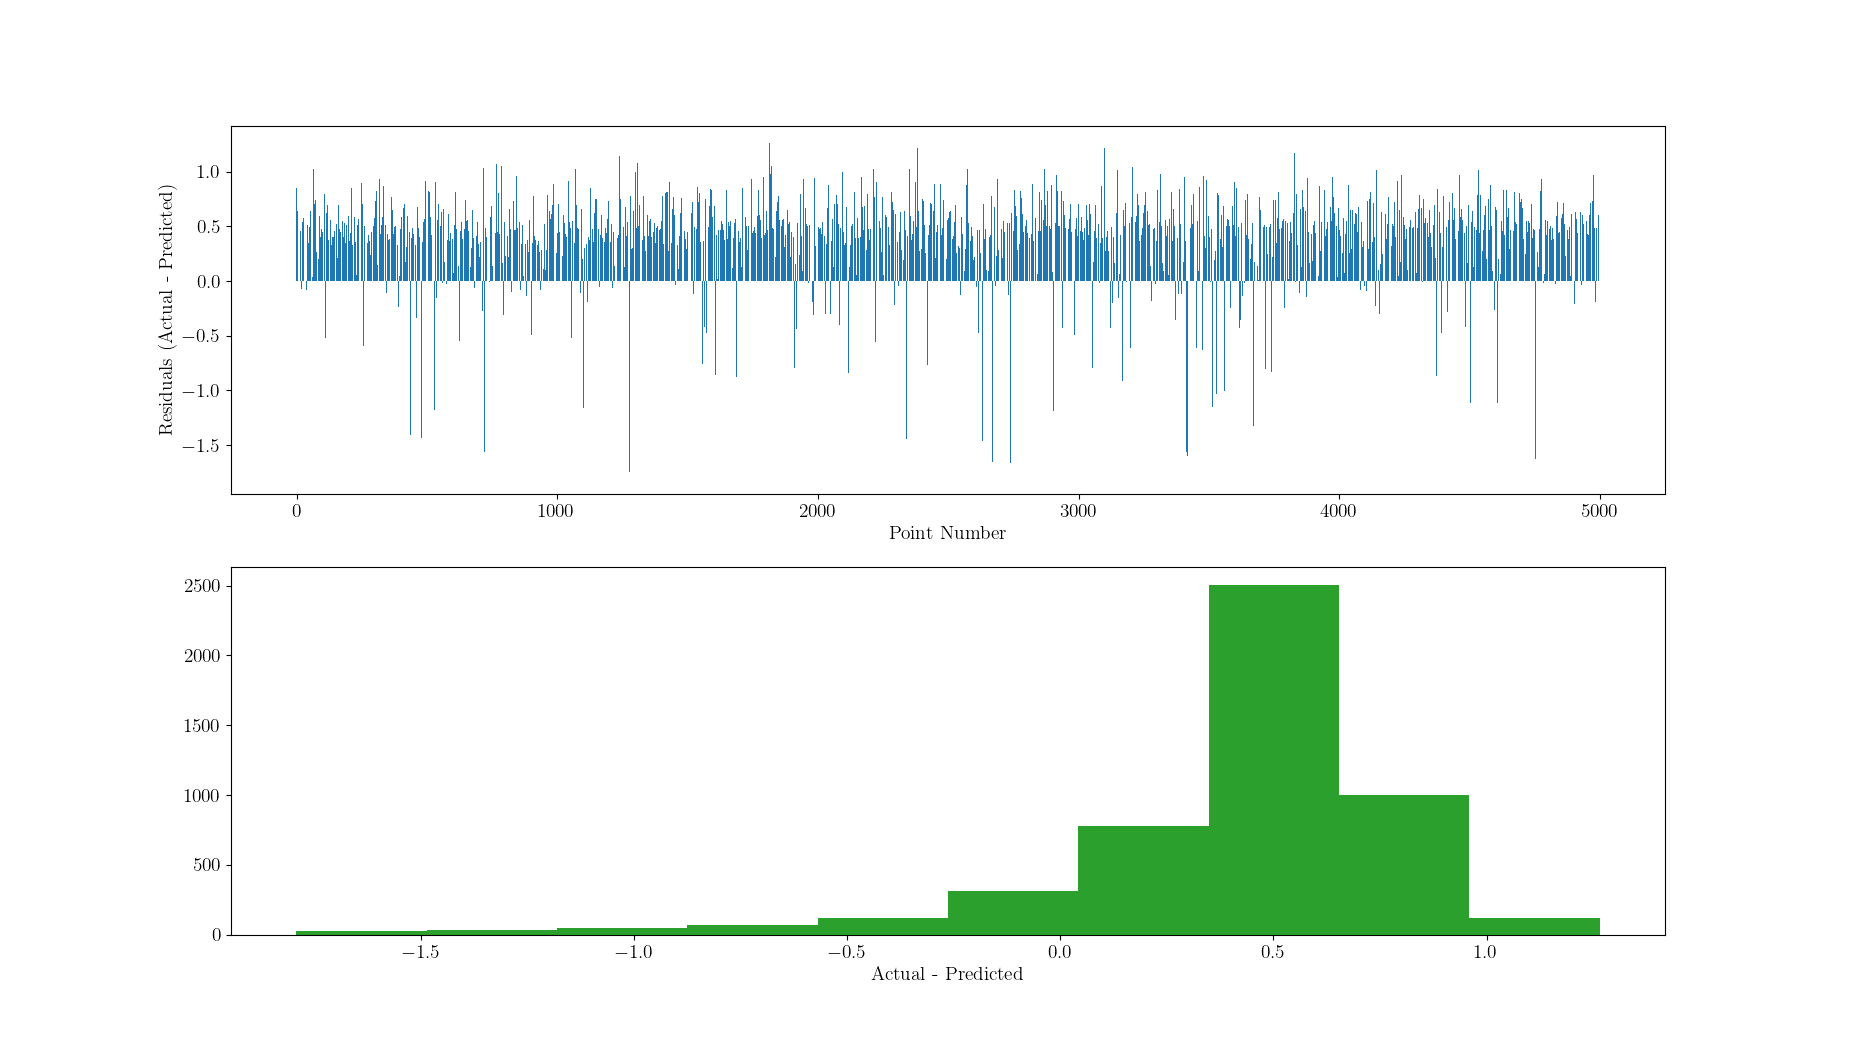 1.0
0.5
0.0
−0.5
−1.0
−1.5
Residuals (Actual - Predicted)
0 1000 2000 3000 4000 5000
Point Number
2500
2000
1500
1000
500
0
−1.5 −1.0 −0.5 0.0 0.5 1.0
Actual - Predicted